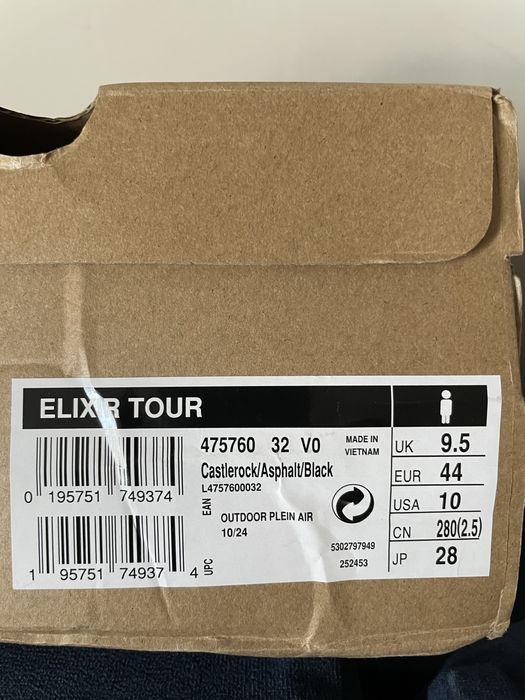 ELIXIR TOUR
475760 32 V0
MADE IN
VIETNAM
Castlerock/Asphalt/Black
L4757600032
0 195751 749374
EAN
OUTDOOR PLEIN AIR
10/24
5302797949
252453
1 95751 74937 4
UPC
UK 9.5
EUR 44
USA 10
CN 280(2.5)
JP 28